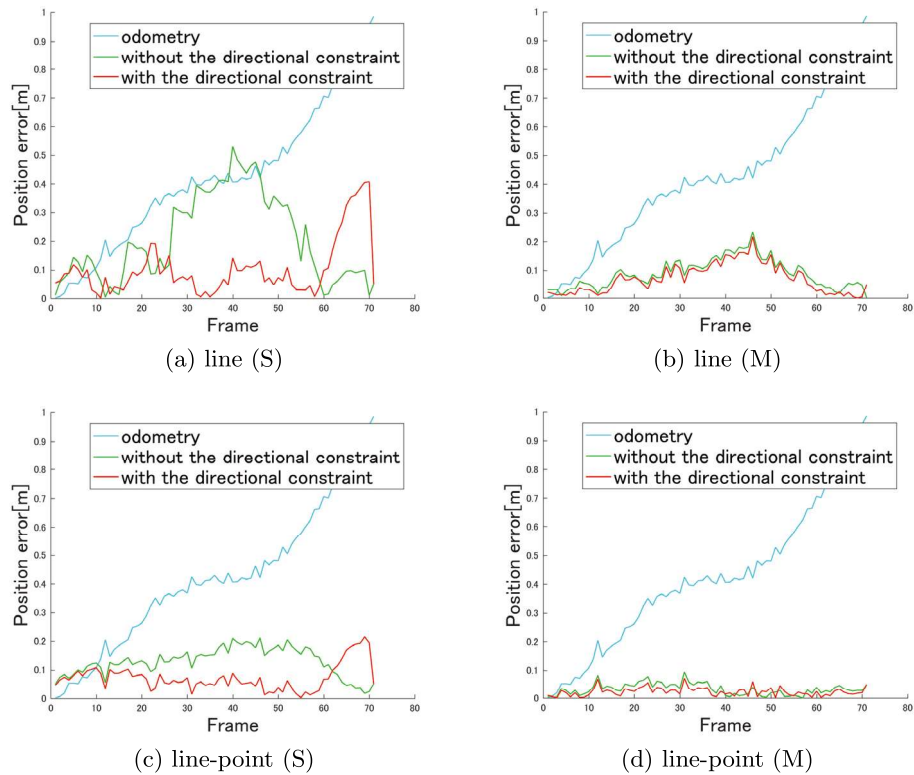 1
0.9
0.8
0.7
0.6
0.5
0.4
0.3
0.2
0.1
0
Position error[m]
odometry
without the directional constraint
with the directional constraint
0 10 20 30 40 50 60 70 80
Frame
(a) line (S)
1
0.9
0.8
0.7
0.6
0.5
0.4
0.3
0.2
0.1
0
Position error[m]
odometry
without the directional constraint
with the directional constraint
0 10 20 30 40 50 60 70 80
Frame
(b) line (M)
1
0.9
0.8
0.7
0.6
0.5
0.4
0.3
0.2
0.1
0
Position error[m]
odometry
without the directional constraint
with the directional constraint
0 10 20 30 40 50 60 70 80
Frame
(c) line-point (S)
1
0.9
0.8
0.7
0.6
0.5
0.4
0.3
0.2
0.1
0
Position error[m]
odometry
without the directional constraint
with the directional constraint
0 10 20 30 40 50 60 70 80
Frame
(d) line-point (M)